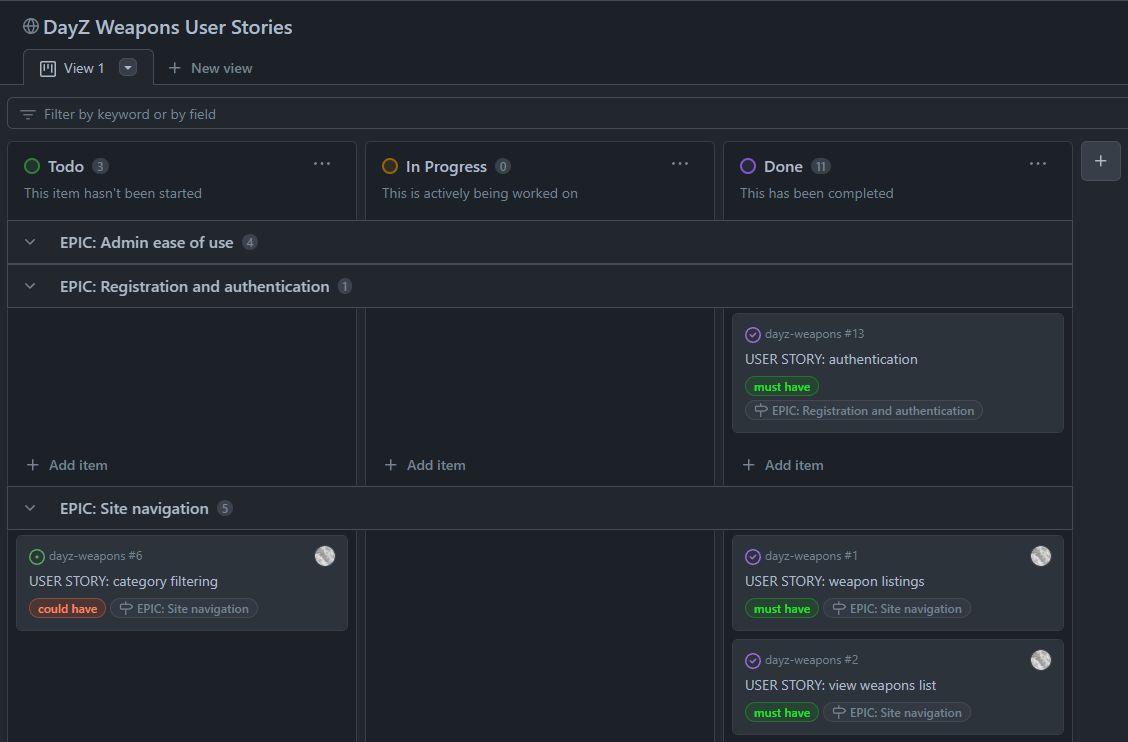 DayZ Weapons User Stories
View 1
New view
Filter by keyword or by field
Todo 3
This item hasn't been started
In Progress 0
This is actively being worked on
Done 11
This has been completed
EPIC: Admin ease of use 4
EPIC: Registration and authentication 1
dayz-weapons #13
USER STORY: authentication
must have
EPIC: Registration and authentication
Add item
Add item
Add item
EPIC: Site navigation 5
dayz-weapons #6
USER STORY: category filtering
could have EPIC: Site navigation
dayz-weapons #1
USER STORY: weapon listings
must have EPIC: Site navigation
dayz-weapons #2
USER STORY: view weapons list
must have EPIC: Site navigation